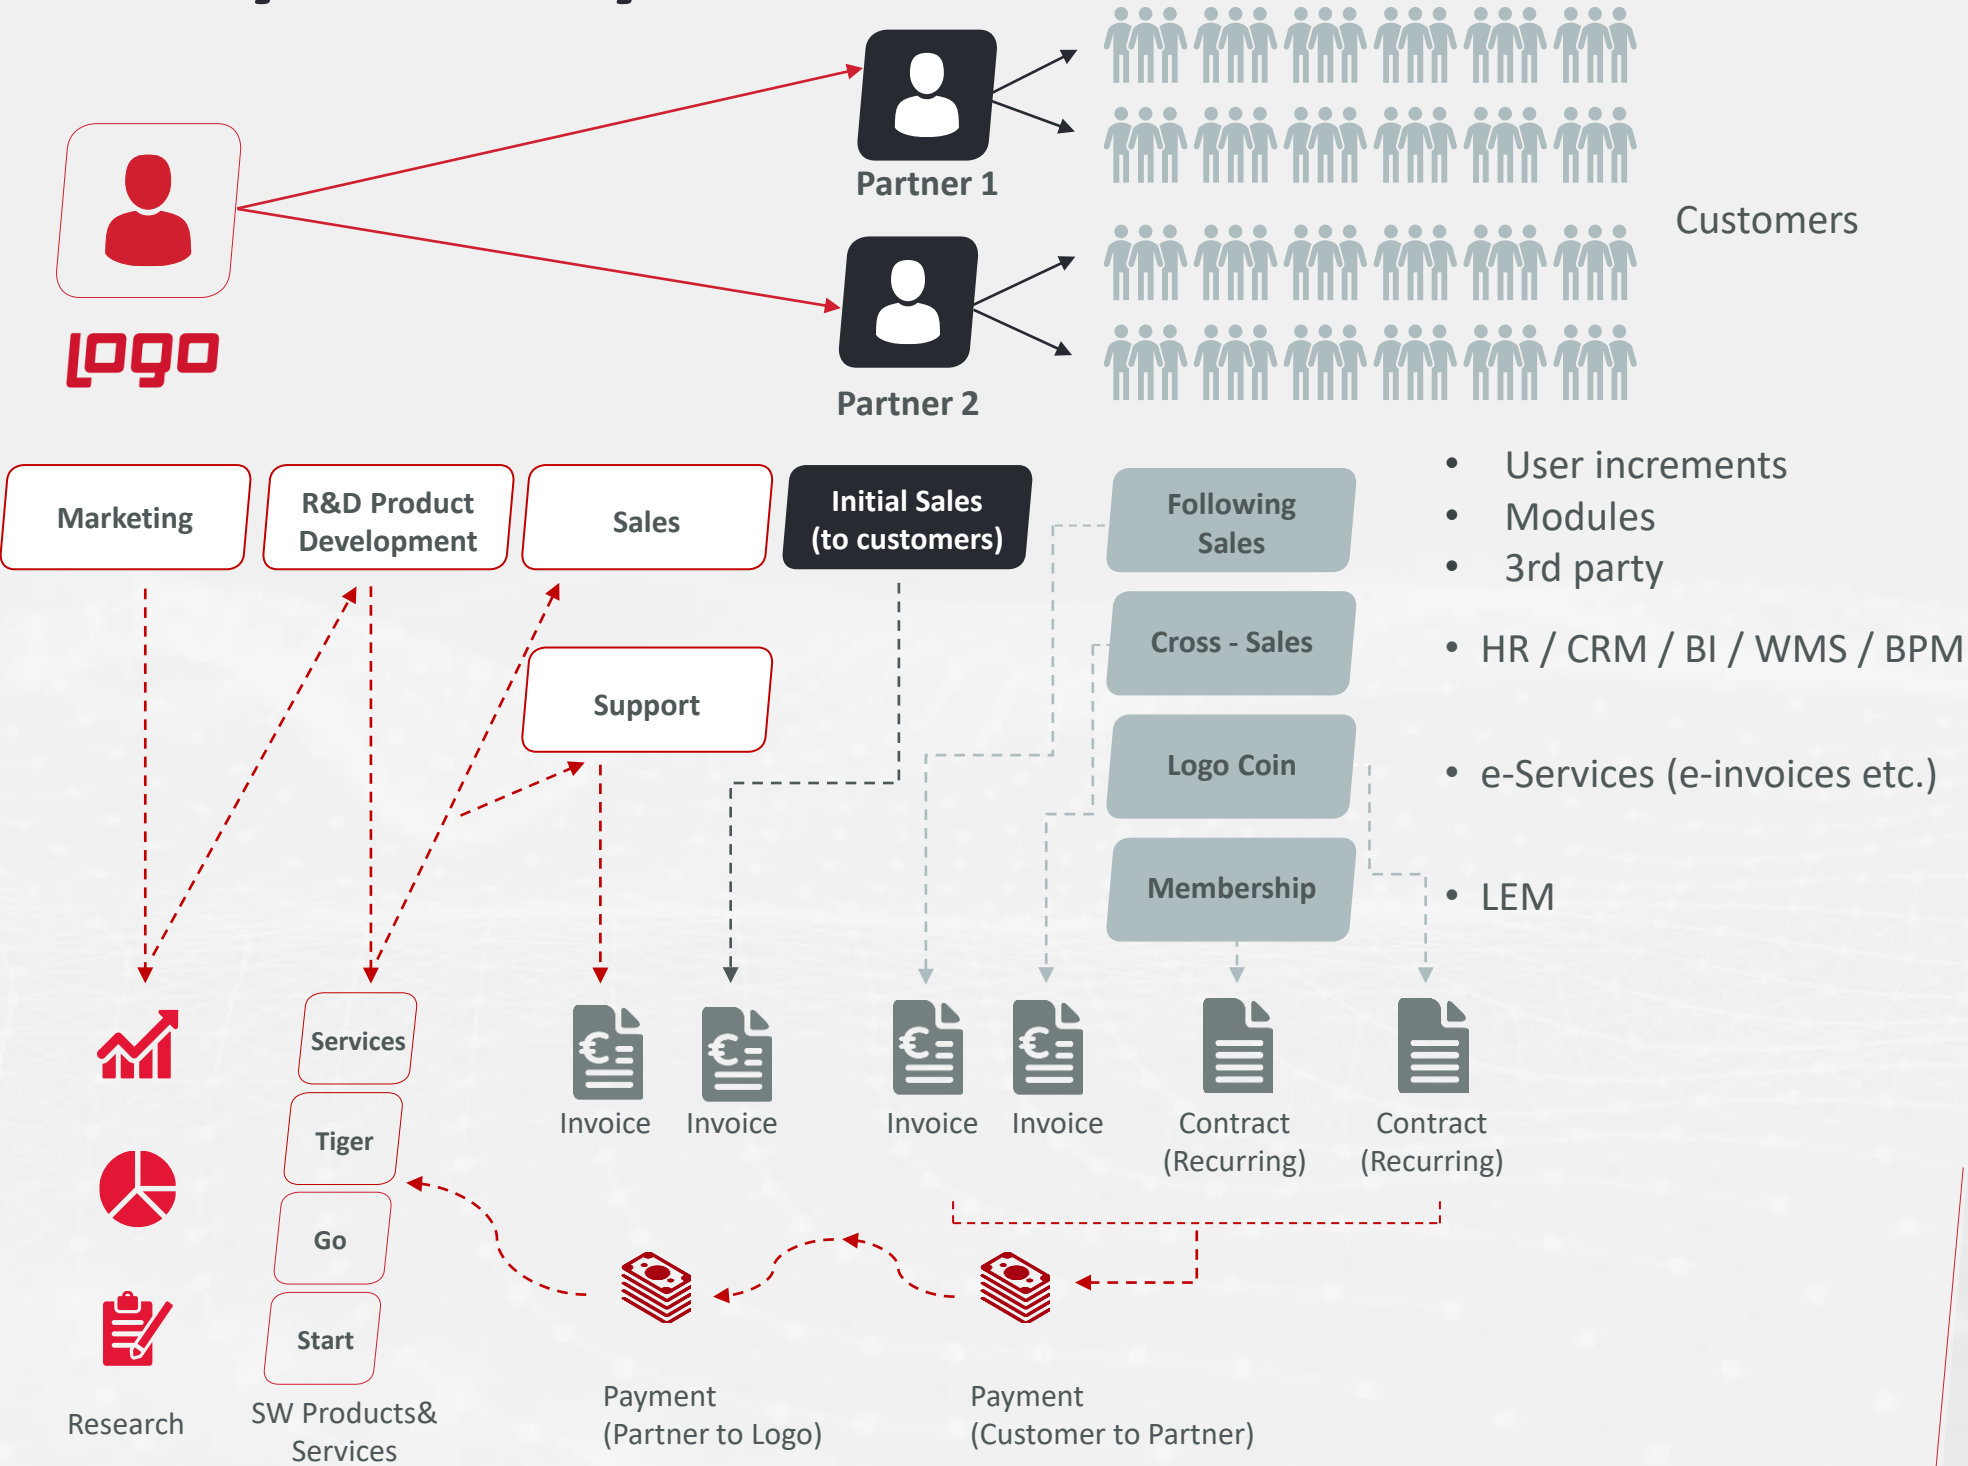 Partner 1
Customers
logo
Partner 2
Marketing
R&D Product
Development
Sales
Initial Sales
(to customers)
Following
Sales
• User increments
• Modules
• 3rd party
Support
Cross - Sales
• HR / CRM / BI / WMS / BPM
Logo Coin
• e-Services (e-invoices etc.)
Membership
• LEM
Services
Tiger
Go
Start
Invoice
Invoice
Invoice
Invoice
Contract
(Recurring)
Contract
(Recurring)
Research
SW Products&
Services
Payment
(Partner to Logo)
Payment
(Customer to Partner)